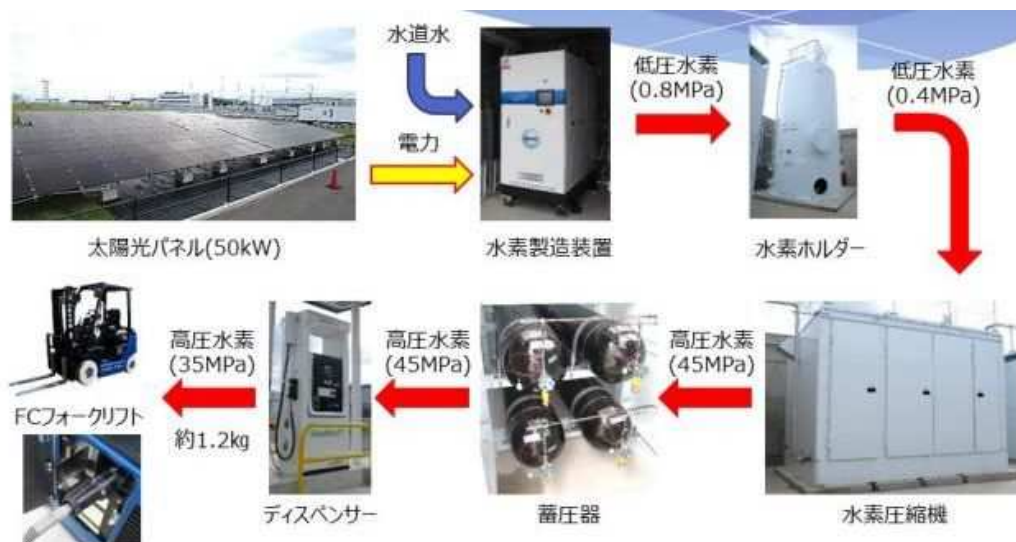 水道水
電力
太陽光パネル(50kW)
水素製造装置
低圧水素
(0.8MPa)
水素ホルダー
低圧水素
(0.4MPa)
水素圧縮機
高圧水素
(45MPa)
蓄圧器
高圧水素
(45MPa)
ディスペンサー
高圧水素
(35MPa)
約1.2kg
FCフォークリフト